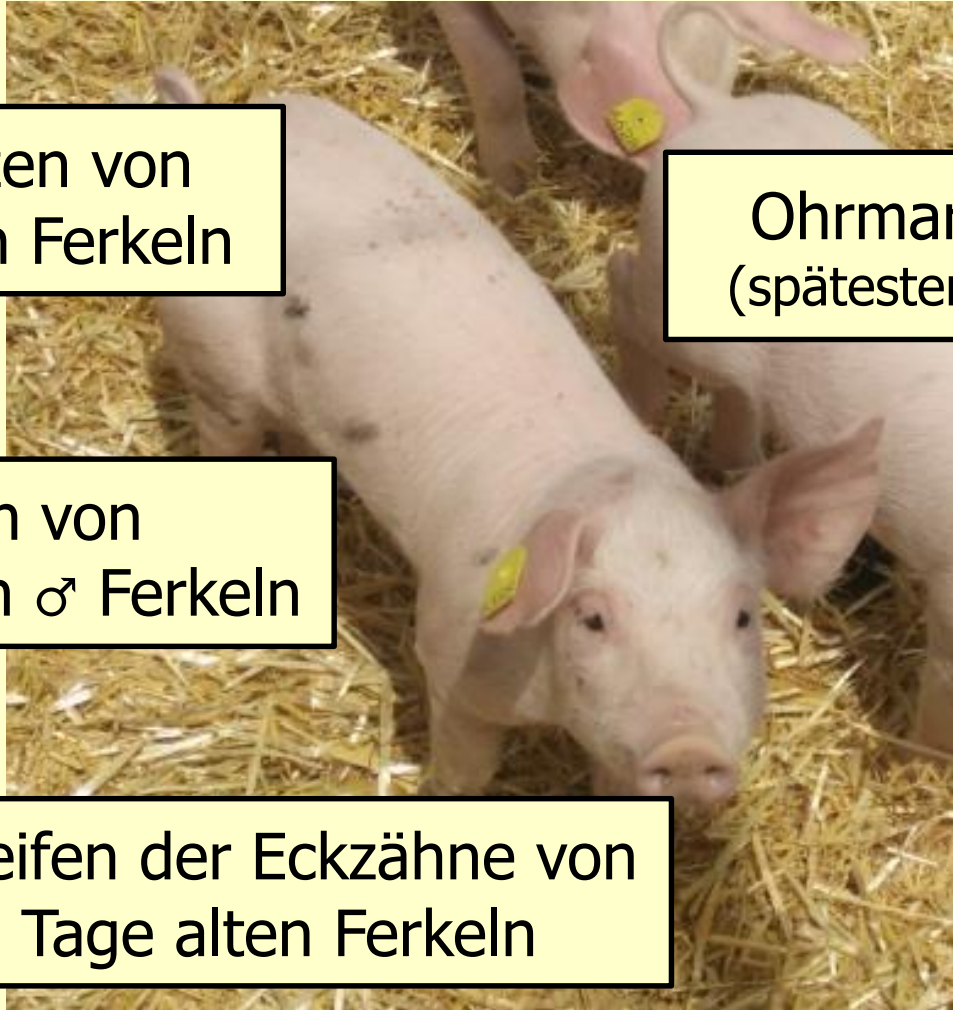 ten von
n Ferkeln
Ohrmar
(spätester
n von
n ♂ Ferkeln
eifen der Eckzähne von
Tage alten Ferkeln